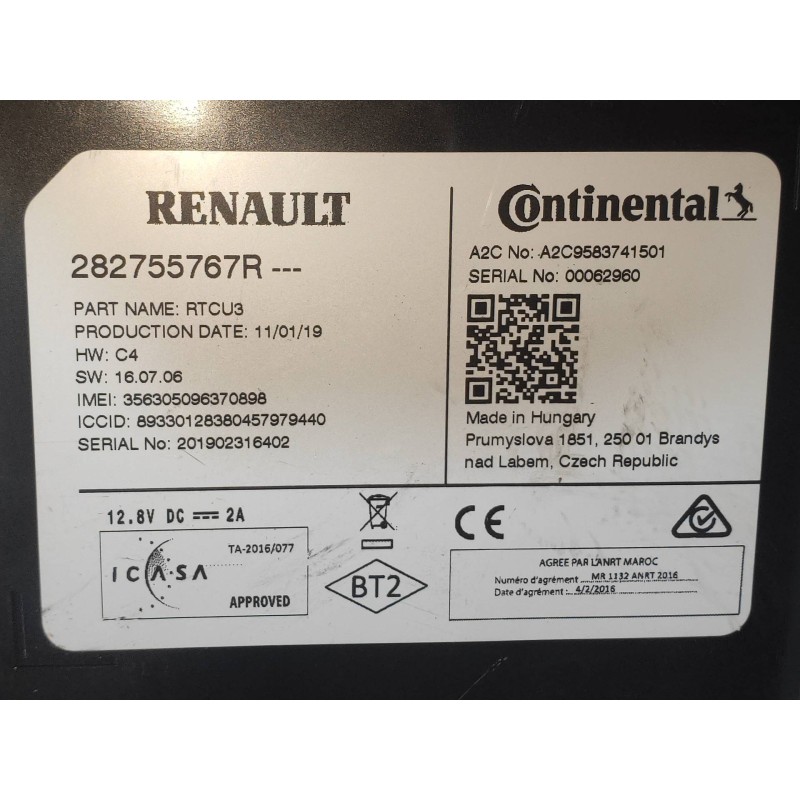 RENAULT
282755767R ---
PART NAME: RTCU3
PRODUCTION DATE: 11/01/19
HW: C4
SW: 16.07.06
IMEI: 356305096370898
ICCID: 89330128380457979440
SERIAL No: 201902316402
Continental
A2C No: A2C9583741501
SERIAL No: 00062960
Made in Hungary
Prumyslova 1851, 250 01 Brandys
nad Labem, Czech Republic
12.8V DC 2A
TA-2016/077
ICASA
APPROVED
BT2
CE
AGREE PAR L'ANRT MAROC
Numéro d'agrément : MR 1132 ANRT 2016
Date d'agrément : 4/2/2016